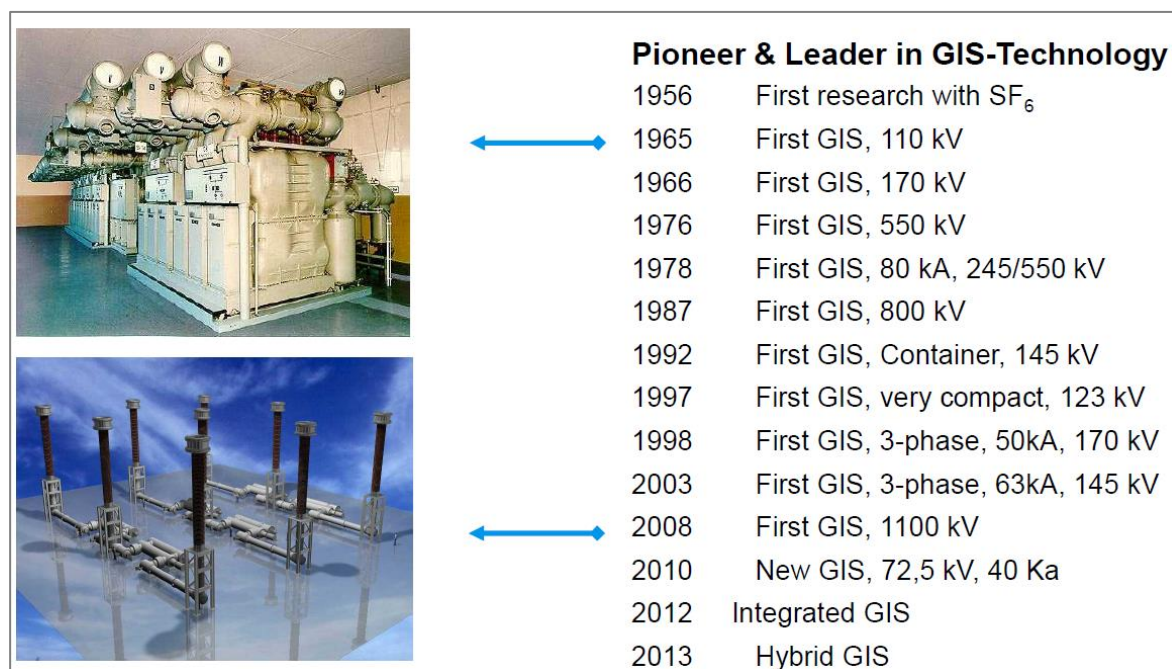 Pioneer & Leader in GIS-Technology
1956 First research with SF₆
1965 First GIS, 110 kV
1966 First GIS, 170 kV
1976 First GIS, 550 kV
1978 First GIS, 80 kA, 245/550 kV
1987 First GIS, 800 kV
1992 First GIS, Container, 145 kV
1997 First GIS, very compact, 123 kV
1998 First GIS, 3-phase, 50kA, 170 kV
2003 First GIS, 3-phase, 63kA, 145 kV
2008 First GIS, 1100 kV
2010 New GIS, 72,5 kV, 40 Ka
2012 Integrated GIS
2013 Hybrid GIS